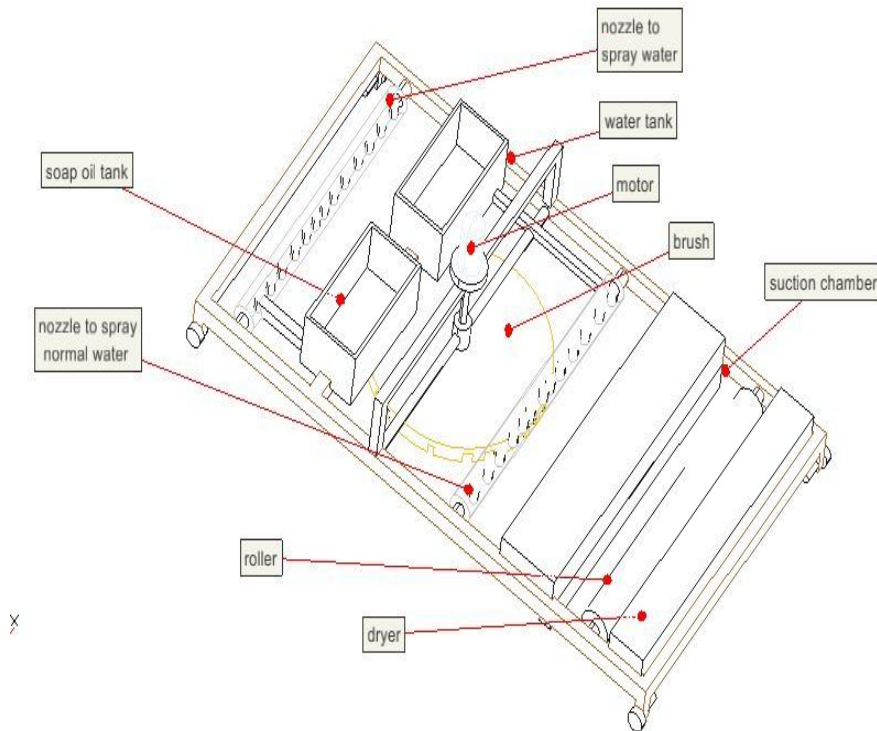 nozzle to
spray water
water tank
soap oil tank
motor
brush
suction chamber
nozzle to spray
normal water
roller
dryer
X